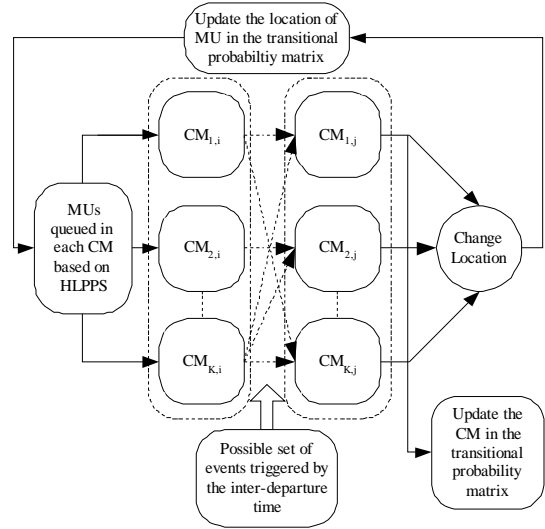 Update the location of
MU in the transitional
probabiltiy matrix
CM1,i
CM1,j
MUs
queued in
each CM
based on
HLPPS
CM2,i
CM2,j
Change
Location
CMK,i
CMK,j
Possible set of
events triggered by
the inter-departure
time
Update the
CM in the
transitional
probability
matrix